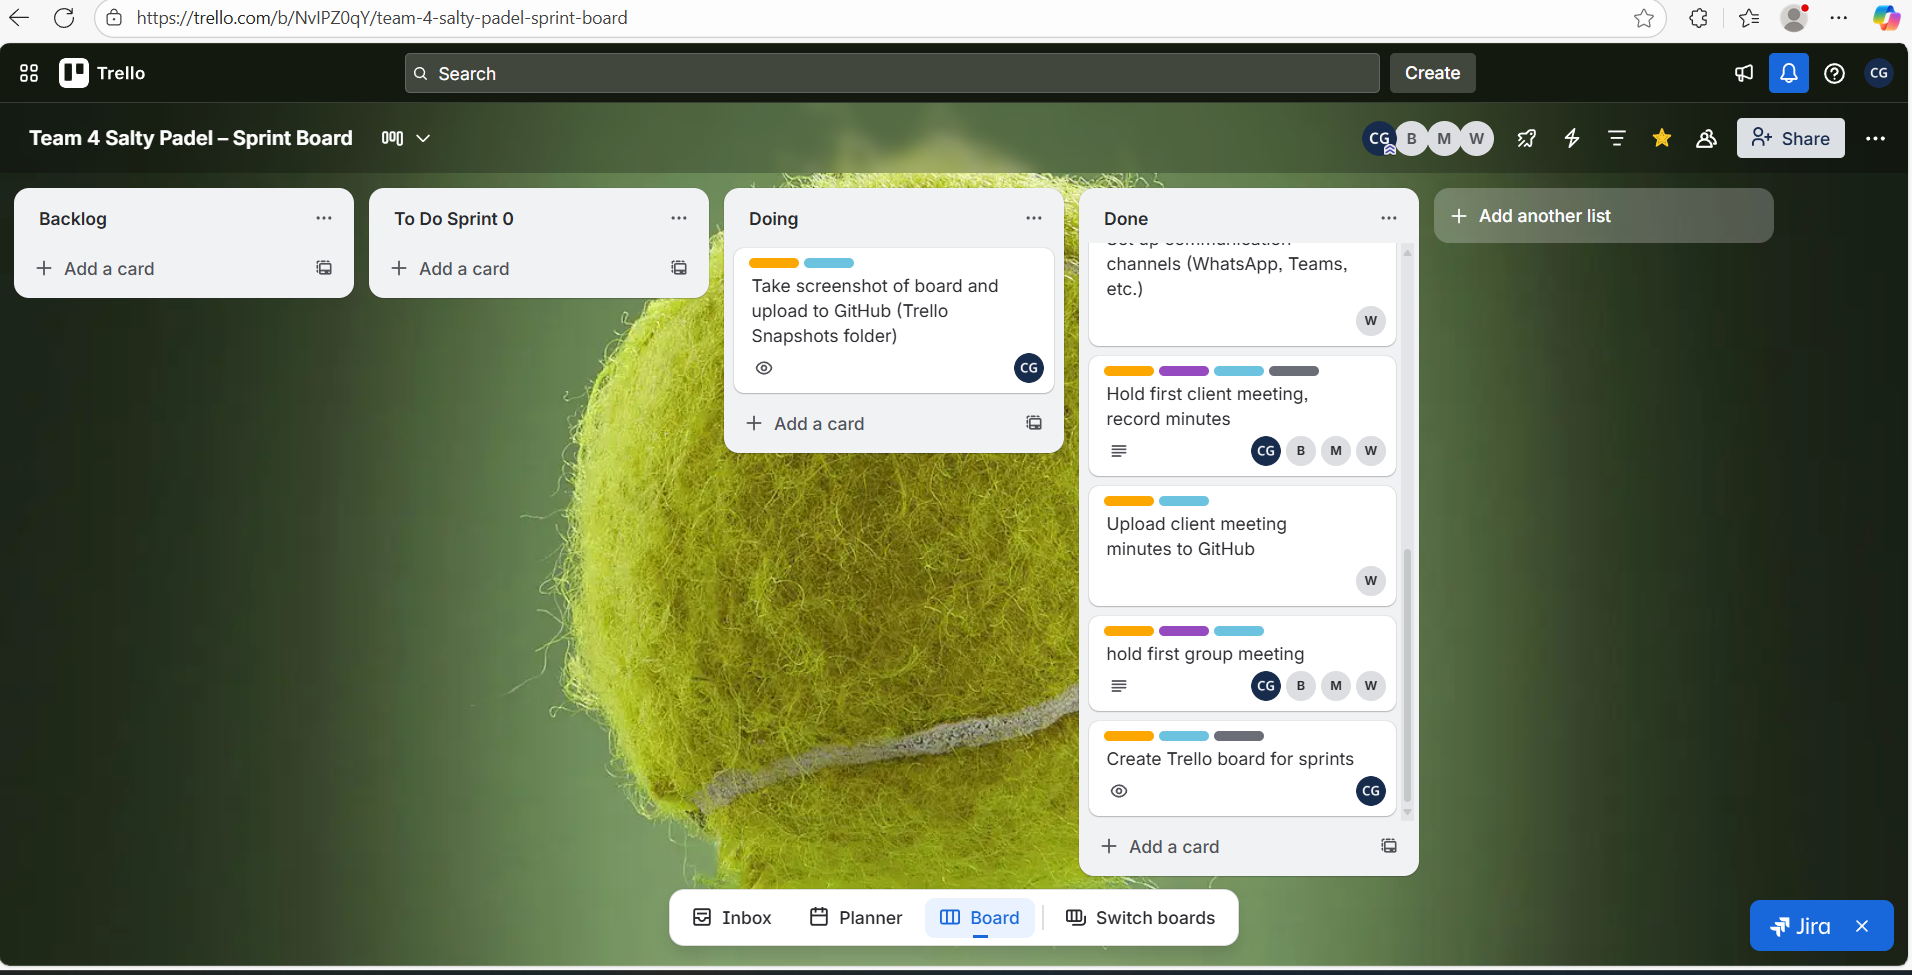 https://trello.com/b/NvIPZ0qY/team-4-salty-padel-sprint-board
Trello
Search
Create
CG
Team 4 Salty Padel – Sprint Board
CG B M W
Share
Backlog
Add a card
To Do Sprint 0
Add a card
Doing
Take screenshot of board and
upload to GitHub (Trello
Snapshots folder)
CG
Add a card
Done
Set up communication
channels (WhatsApp, Teams,
etc.)
W
Hold first client meeting,
record minutes
CG B M W
Upload client meeting
minutes to GitHub
W
hold first group meeting
CG B M W
Create Trello board for sprints
CG
Add a card
Add another list
Inbox
Planner
Board
Switch boards
Jira